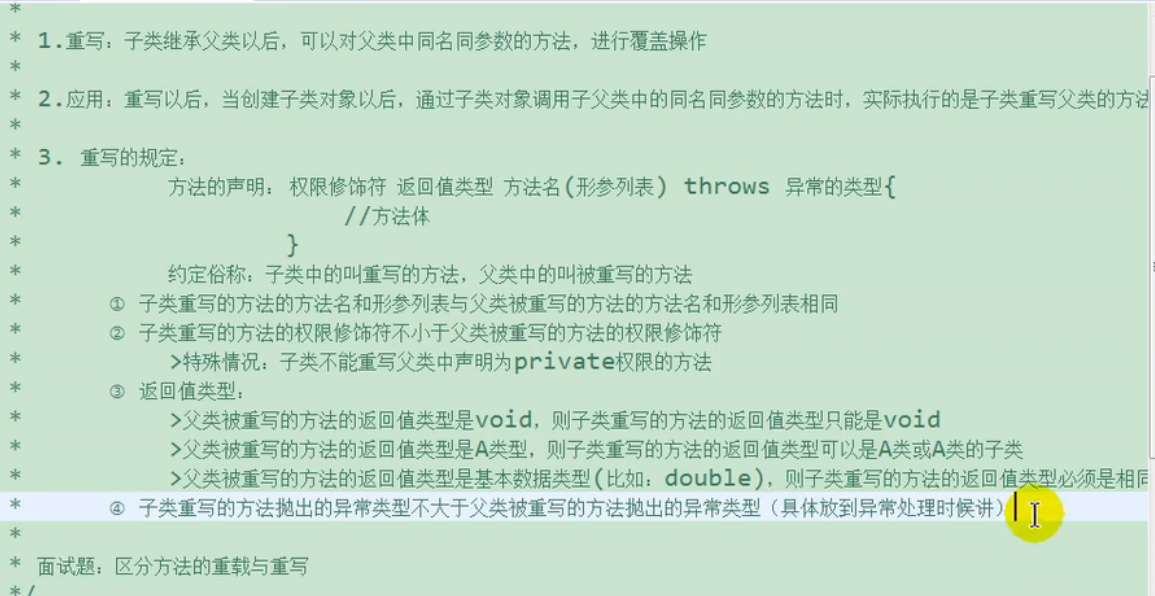 *
* 1.重写：子类继承父类以后，可以对父类中同名同参数的方法，进行覆盖操作
*
* 2.应用：重写以后，当创建子类对象以后，通过子类对象调用子父类中的同名同参数的方法时，实际执行的是子类重写父类的方法
*
* 3. 重写的规定：
* 方法的声明： 权限修饰符 返回值类型 方法名(形参列表) throws 异常的类型{
* //方法体
* }
* 约定俗称：子类中的叫重写的方法，父类中的叫被重写的方法
* ① 子类重写的方法的方法名和形参列表与父类被重写的方法的方法名和形参列表相同
* ② 子类重写的方法的权限修饰符不小于父类被重写的方法的权限修饰符
* >特殊情况：子类不能重写父类中声明为private权限的方法
* ③ 返回值类型：
* >父类被重写的方法的返回值类型是void，则子类重写的方法的返回值类型只能是void
* >父类被重写的方法的返回值类型是A类型，则子类重写的方法的返回值类型可以是A类或A类的子类
* >父类被重写的方法的返回值类型是基本数据类型(比如：double)，则子类重写的方法的返回值类型必须是相同
* ④ 子类重写的方法抛出的异常类型不大于父类被重写的方法抛出的异常类型（具体放到异常处理时候讲）
*
* 面试题：区分方法的重载与重写
*/